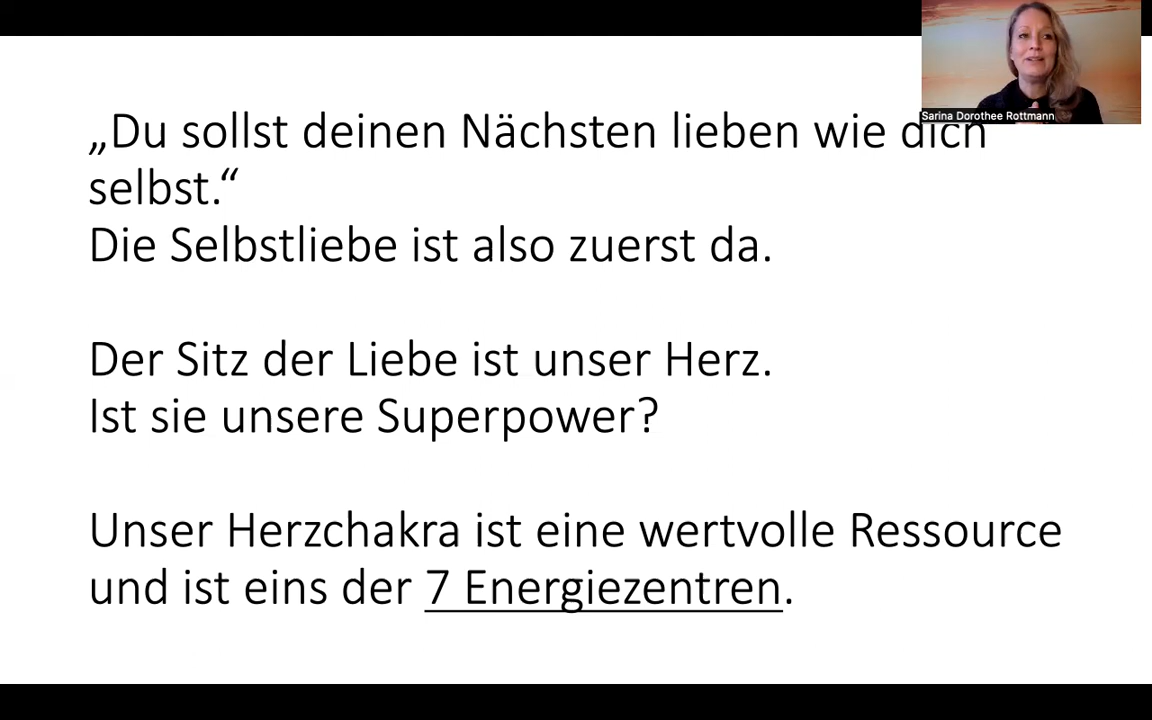 Sarina Dorothee Rottmann
„Du sollst deinen Nächsten lieben wie dich
selbst.“
Die Selbstliebe ist also zuerst da.
Der Sitz der Liebe ist unser Herz.
Ist sie unsere Superpower?
Unser Herzchakra ist eine wertvolle Ressource
und ist eins der 7 Energiezentren.